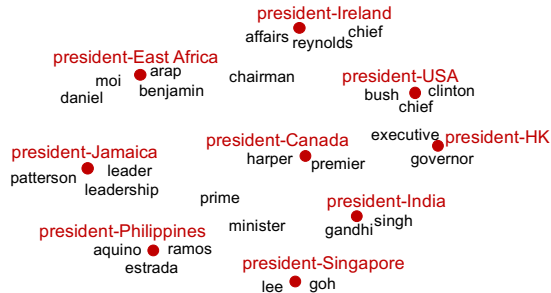 president-Ireland
affairs
reynolds
chief
president-East Africa
moi
arap
daniel
benjamin
chairman
president-USA
bush
clinton
chief
executive
president-HK
governor
president-Canada
harper
premier
president-Jamaica
patterson
leader
leadership
prime
minister
president-India
gandhi
singh
president-Philippines
aquino
ramos
estrada
president-Singapore
lee
goh